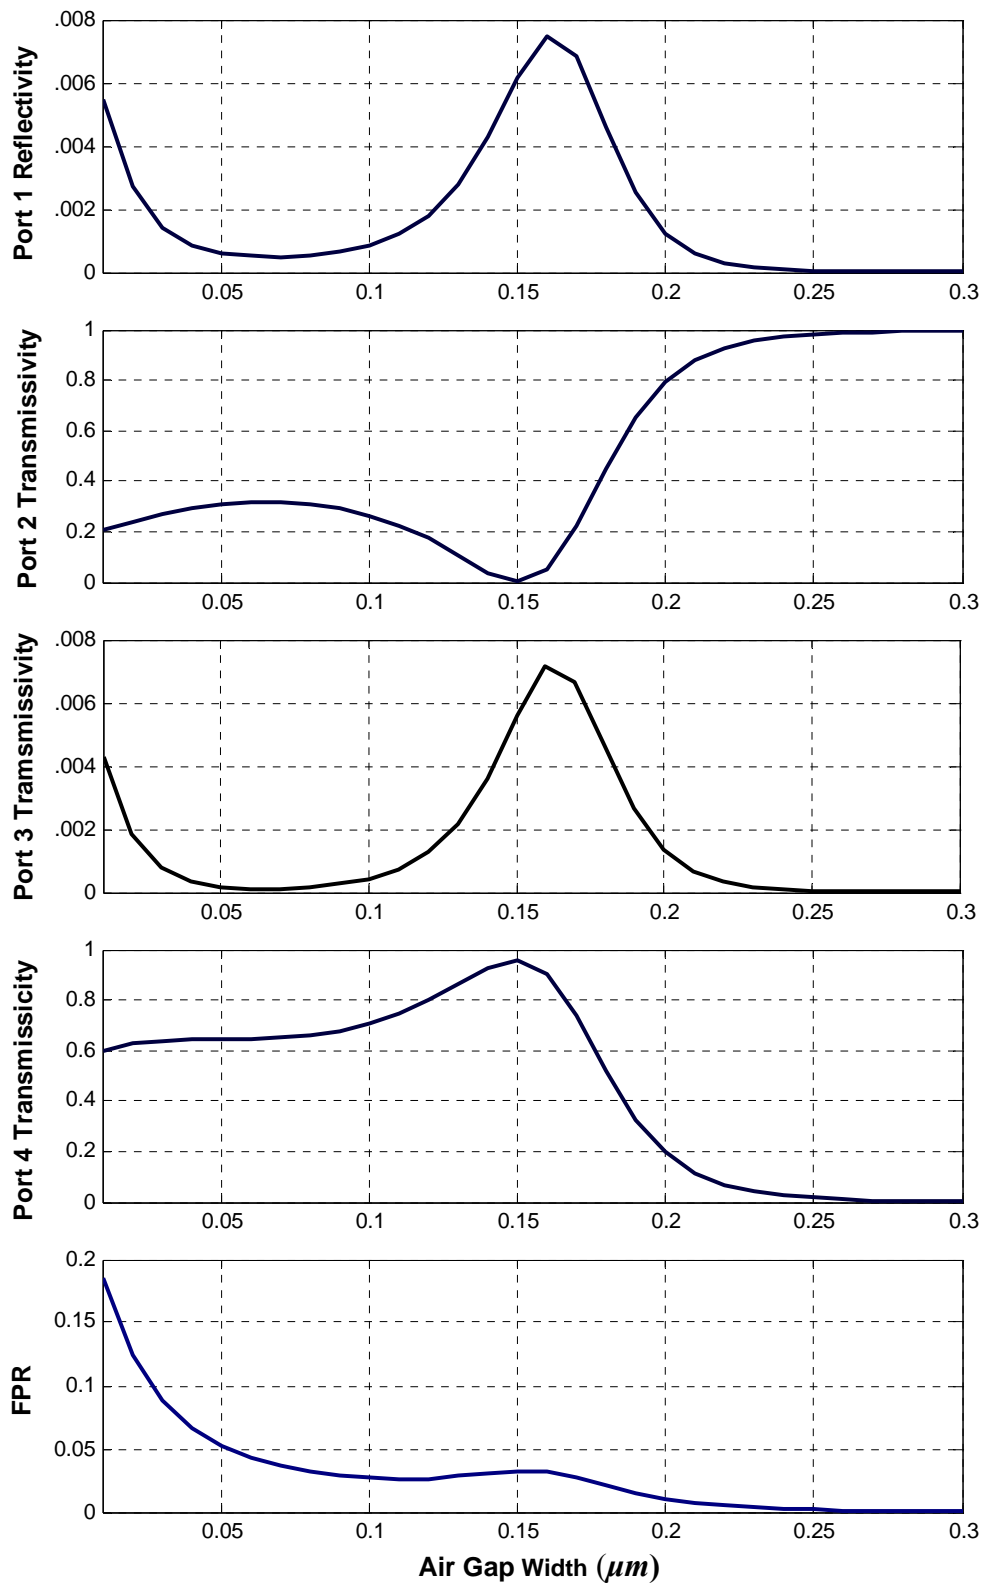 Port 1 Reflectivity
.008
.006
.004
.002
0
0.05 0.1 0.15 0.2 0.25 0.3
Port 2 Transmissivity
1
0.8
0.6
0.4
0.2
0
0.05 0.1 0.15 0.2 0.25 0.3
Port 3 Tramsmissivity
.008
.006
.004
.002
0
0.05 0.1 0.15 0.2 0.25 0.3
Port 4 Transmissicity
1
0.8
0.6
0.4
0.2
0
0.05 0.1 0.15 0.2 0.25 0.3
FPR
0.2
0.15
0.1
0.05
0
0.05 0.1 0.15 0.2 0.25 0.3
Air Gap Width (μm)